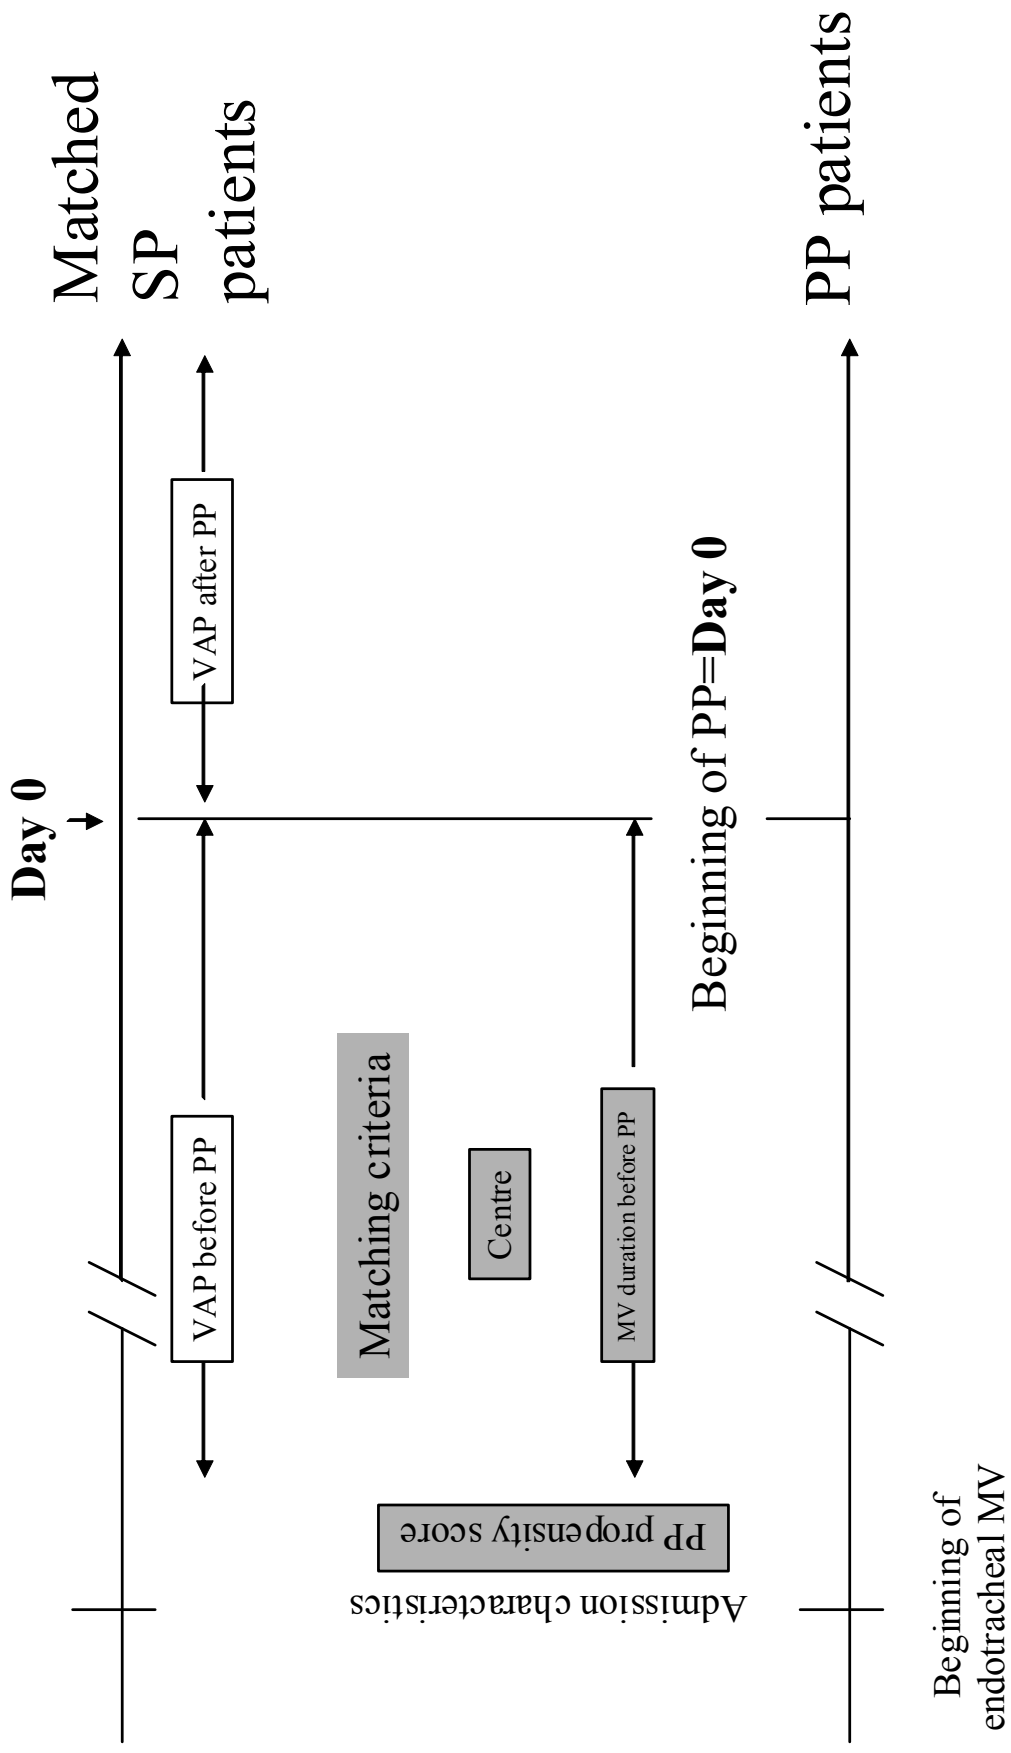 Day 0
Matched
SP
patients
VAP before PP
VAP after PP
Matching criteria
Centre
MV duration before PP
PP propensity score
Admission characteristics
Beginning of PP=Day 0
PP patients
Beginning of
endotracheal MV